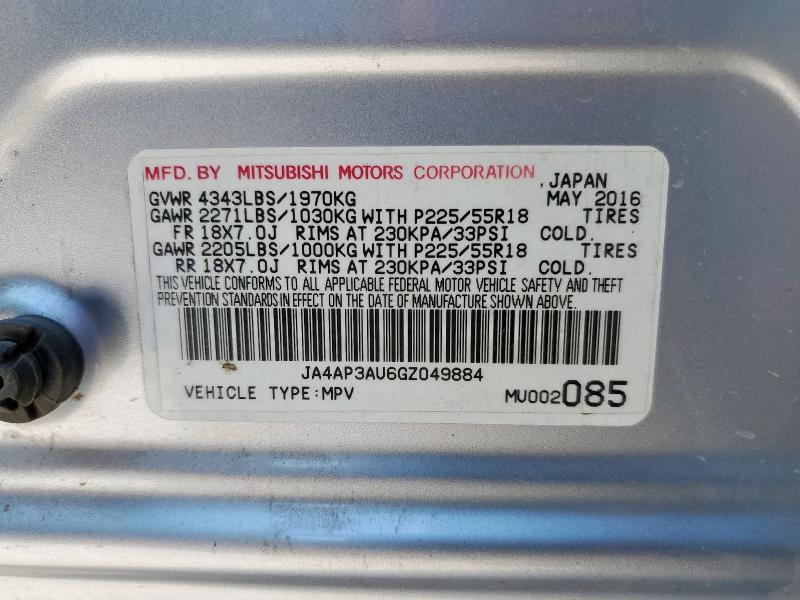 MFD. BY MITSUBISHI MOTORS CORPORATION , JAPAN
GVWR 4343LBS/1970KG MAY 2016
GAWR 2271LBS/1030KG WITH P225/55R18 TIRES
FR 18X7.0J RIMS AT 230KPA/33PSI COLD.
GAWR 2205LBS/1000KG WITH P225/55R18 TIRES
RR 18X7.0J RIMS AT 230KPA/33PSI COLD.
THIS VEHICLE CONFORMS TO ALL APPLICABLE FEDERAL MOTOR VEHICLE SAFETY AND THEFT
PREVENTION STANDARDS IN EFFECT ON THE DATE OF MANUFACTURE SHOWN ABOVE.
JA4AP3AU6GZ049884
VEHICLE TYPE:MPV MU002085